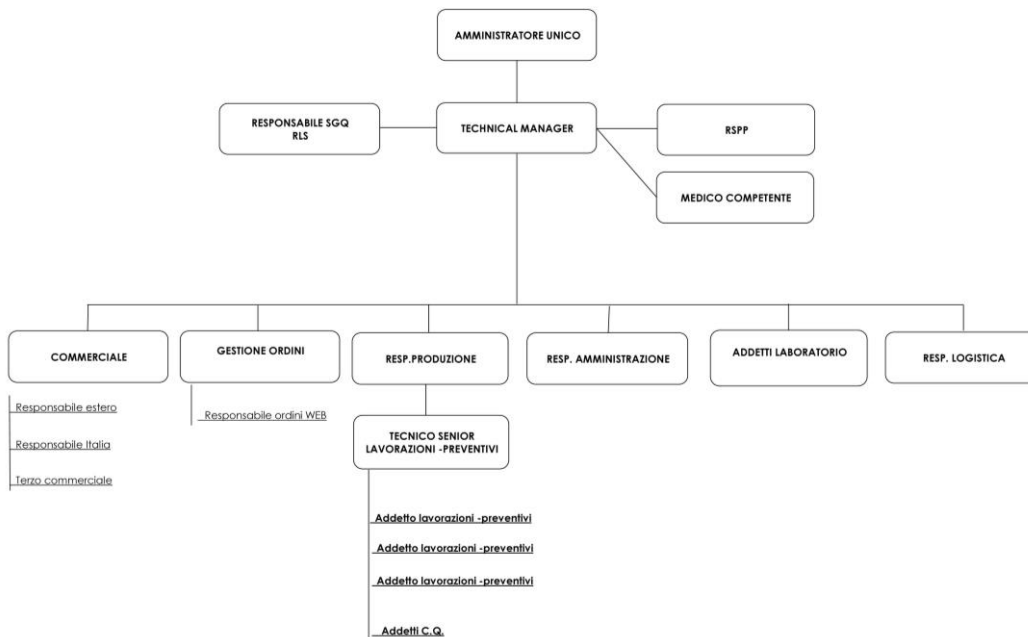 AMMINISTRATORE UNICO
RESPONSABILE SGQ
RLS
TECHNICAL MANAGER
RSPP
MEDICO COMPETENTE
COMMERCIALE
GESTIONE ORDINI
RESP.PRODUZIONE
RESP. AMMINISTRAZIONE
ADDETTI LABORATORIO
RESP. LOGISTICA
Responsabile estero
Responsabile Italia
Terzo commerciale
Responsabile ordini WEB
TECNICO SENIOR
LAVORAZIONI -PREVENTIVI
Addetto lavorazioni -preventivi
Addetto lavorazioni -preventivi
Addetto lavorazioni -preventivi
Addetti C.Q.